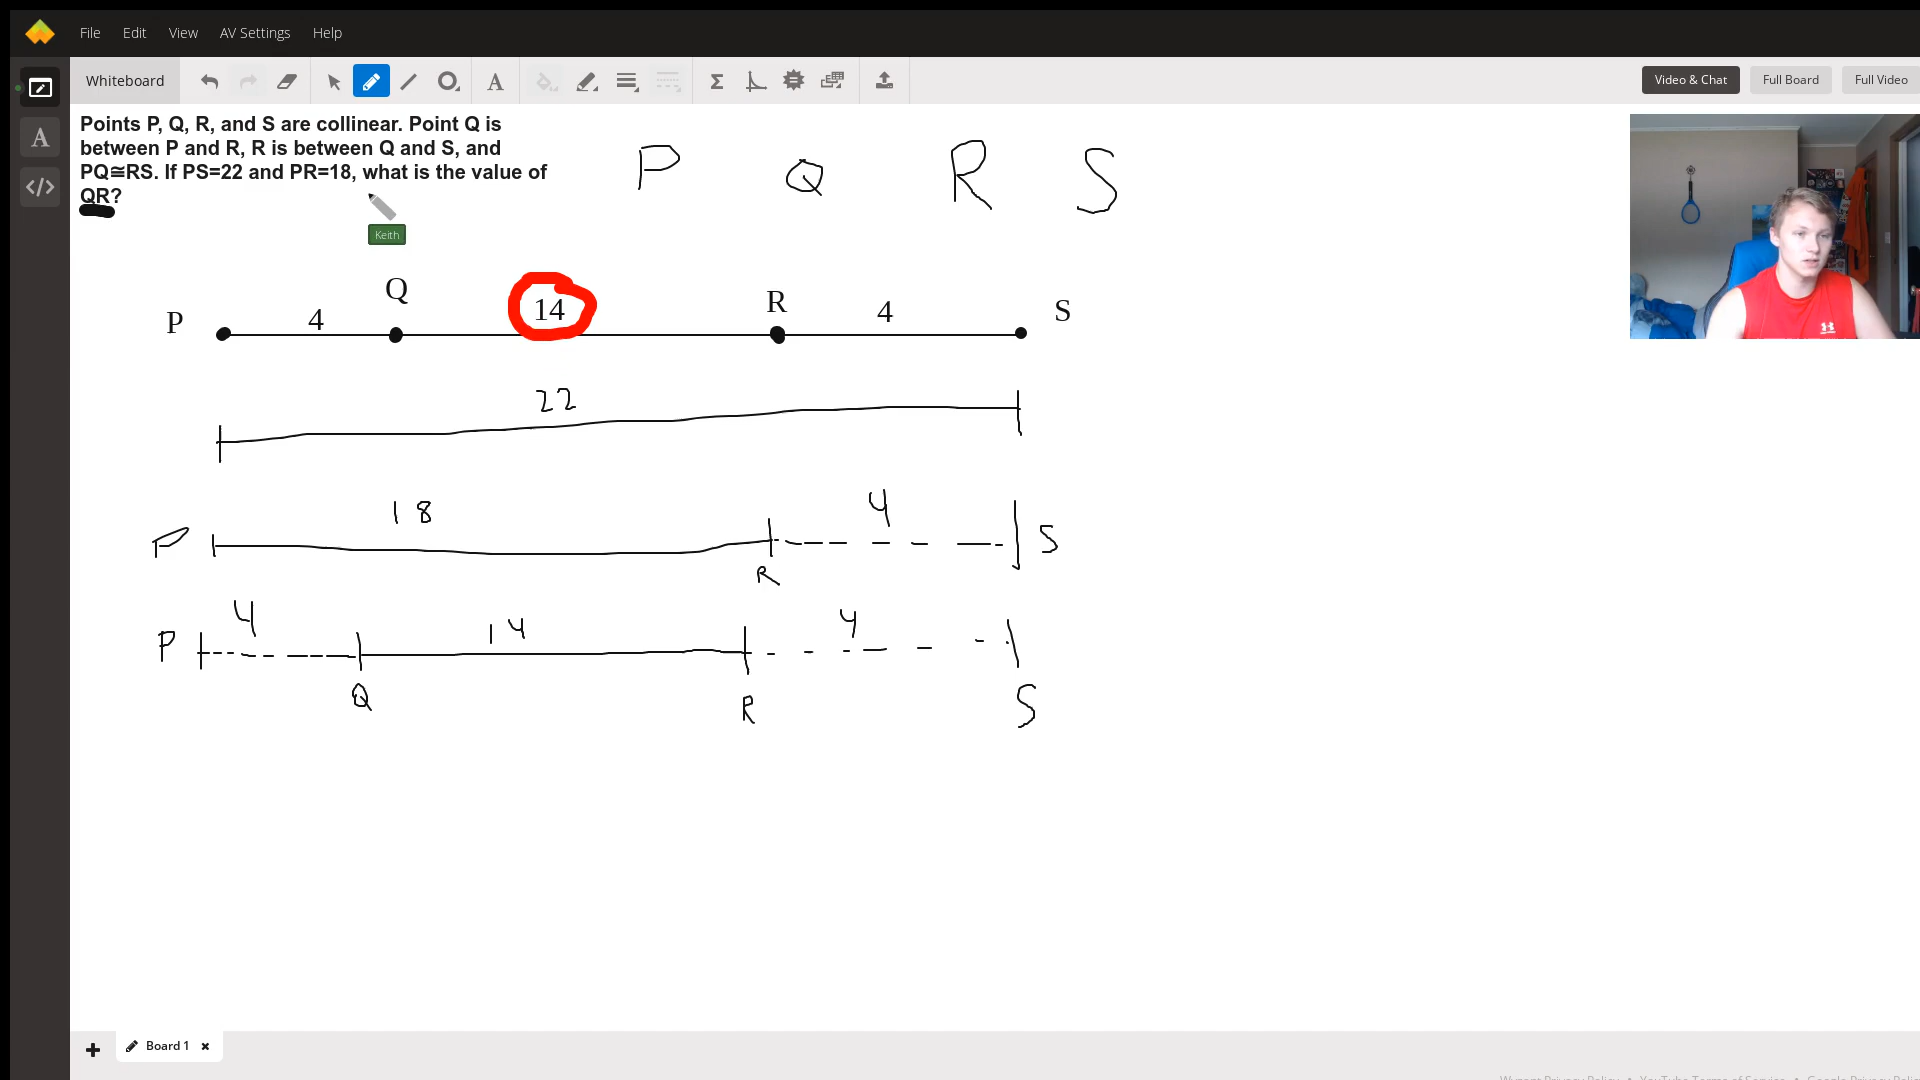 File Edit View AV Settings Help
Whiteboard
A
Σ
Video & Chat Full Board Full Video
A
</>
Points P, Q, R, and S are collinear. Point Q is
between P and R, R is between Q and S, and
PQ≅RS. If PS=22 and PR=18, what is the value of
QR?
P Q R S
Keith
P 4 Q 14 R 4 S
22
18 4
P R S
4 14 4
P Q R S
Board 1